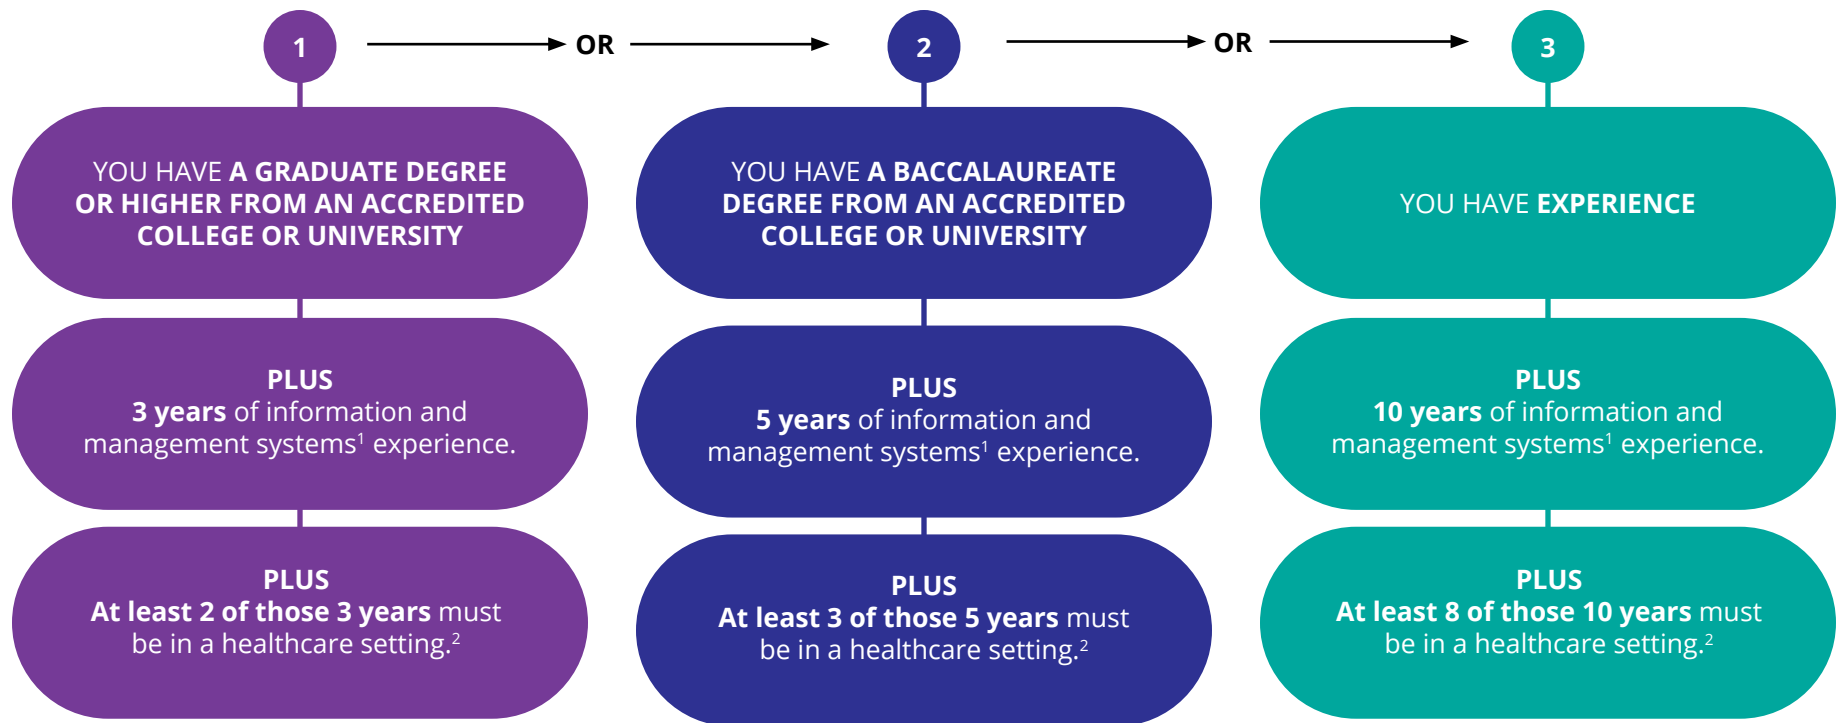 1
OR
2
OR
3
YOU HAVE A GRADUATE DEGREE
OR HIGHER FROM AN ACCREDITED
COLLEGE OR UNIVERSITY
PLUS
3 years of information and
management systems¹ experience.
PLUS
At least 2 of those 3 years must
be in a healthcare setting.²
YOU HAVE A BACCALAUREATE
DEGREE FROM AN ACCREDITED
COLLEGE OR UNIVERSITY
PLUS
5 years of information and
management systems¹ experience.
PLUS
At least 3 of those 5 years must
be in a healthcare setting.²
YOU HAVE EXPERIENCE
PLUS
10 years of information and
management systems¹ experience.
PLUS
At least 8 of those 10 years must
be in a healthcare setting.²